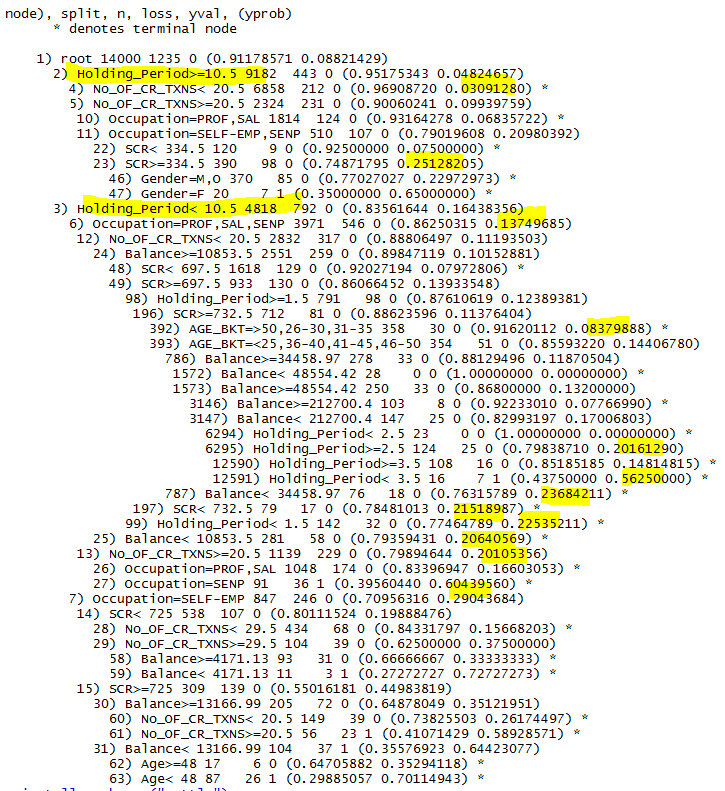 node), split, n, loss, yval, (yprob)
* denotes terminal node
1) root 14000 1235 0 (0.91178571 0.08821429)
2) Holding_Period>=10.5 9182 443 0 (0.95175343 0.04824657)
4) No_OF_CR_TXNS< 20.5 6858 212 0 (0.96908720 0.03091280) *
5) No_OF_CR_TXNS>=20.5 2324 231 0 (0.90060241 0.09939759)
10) Occupation=PROF,SAL 1814 124 0 (0.93164278 0.06835722) *
11) Occupation=SELF-EMP,SENP 510 107 0 (0.79019608 0.20980392)
22) SCR< 334.5 120 9 0 (0.92500000 0.07500000) *
23) SCR>=334.5 390 98 0 (0.74871795 0.25128205)
46) Gender=M,O 370 85 0 (0.77027027 0.22972973) *
47) Gender=F 20 7 1 (0.35000000 0.65000000) *
3) Holding_Period< 10.5 4818 792 0 (0.83561644 0.16438356)
6) Occupation=PROF,SAL,SENP 3971 546 0 (0.86250315 0.13749685)
12) No_OF_CR_TXNS< 20.5 2832 317 0 (0.88806497 0.11193503)
24) Balance>=10853.5 2551 259 0 (0.89847119 0.10152881)
48) SCR< 697.5 1618 129 0 (0.92027194 0.07972806) *
49) SCR>=697.5 933 130 0 (0.86066452 0.13933548)
98) Holding_Period>=1.5 791 98 0 (0.87610619 0.12389381)
196) SCR>=732.5 712 81 0 (0.88623596 0.11376404)
392) AGE_BKT=>50,26-30,31-35 358 30 0 (0.91620112 0.08379888) *
393) AGE_BKT=<25,36-40,41-45,46-50 354 51 0 (0.85593220 0.14406780)
786) Balance>=34458.97 278 33 0 (0.88129496 0.11870504)
1572) Balance< 48554.42 28 0 0 (1.00000000 0.00000000) *
1573) Balance>=48554.42 250 33 0 (0.86800000 0.13200000)
3146) Balance>=212700.4 103 8 0 (0.92233010 0.07766990) *
3147) Balance< 212700.4 147 25 0 (0.82993197 0.17006803)
6294) Holding_Period< 2.5 23 0 0 (1.00000000 0.00000000) *
6295) Holding_Period>=2.5 124 25 0 (0.79838710 0.20161290)
12590) Holding_Period>=3.5 108 16 0 (0.85185185 0.14814815) *
12591) Holding_Period< 3.5 16 7 1 (0.43750000 0.56250000) *
787) Balance< 34458.97 76 18 0 (0.76315789 0.23684211) *
197) SCR< 732.5 79 17 0 (0.78481013 0.21518987) *
99) Holding_Period< 1.5 142 32 0 (0.77464789 0.22535211) *
25) Balance< 10853.5 281 58 0 (0.79359431 0.20640569) *
13) No_OF_CR_TXNS>=20.5 1139 229 0 (0.79894644 0.20105356)
26) Occupation=PROF,SAL 1048 174 0 (0.83396947 0.16603053) *
27) Occupation=SENP 91 36 1 (0.39560440 0.60439560) *
7) Occupation=SELF-EMP 847 246 0 (0.70956316 0.29043684)
14) SCR< 725 538 107 0 (0.80111524 0.19888476)
28) No_OF_CR_TXNS< 29.5 434 68 0 (0.84331797 0.15668203) *
29) No_OF_CR_TXNS>=29.5 104 39 0 (0.62500000 0.37500000)
58) Balance>=4171.13 93 31 0 (0.66666667 0.33333333) *
59) Balance< 4171.13 11 3 1 (0.27272727 0.72727273) *
15) SCR>=725 309 139 0 (0.55016181 0.44983819)
30) Balance>=13166.99 205 72 0 (0.64878049 0.35121951)
60) No_OF_CR_TXNS< 20.5 149 39 0 (0.73825503 0.26174497) *
61) No_OF_CR_TXNS>=20.5 56 23 1 (0.41071429 0.58928571) *
31) Balance< 13166.99 104 37 1 (0.35576923 0.64423077)
62) Age>=48 17 6 0 (0.64705882 0.35294118) *
63) Age< 48 87 26 1 (0.29885057 0.70114943) *